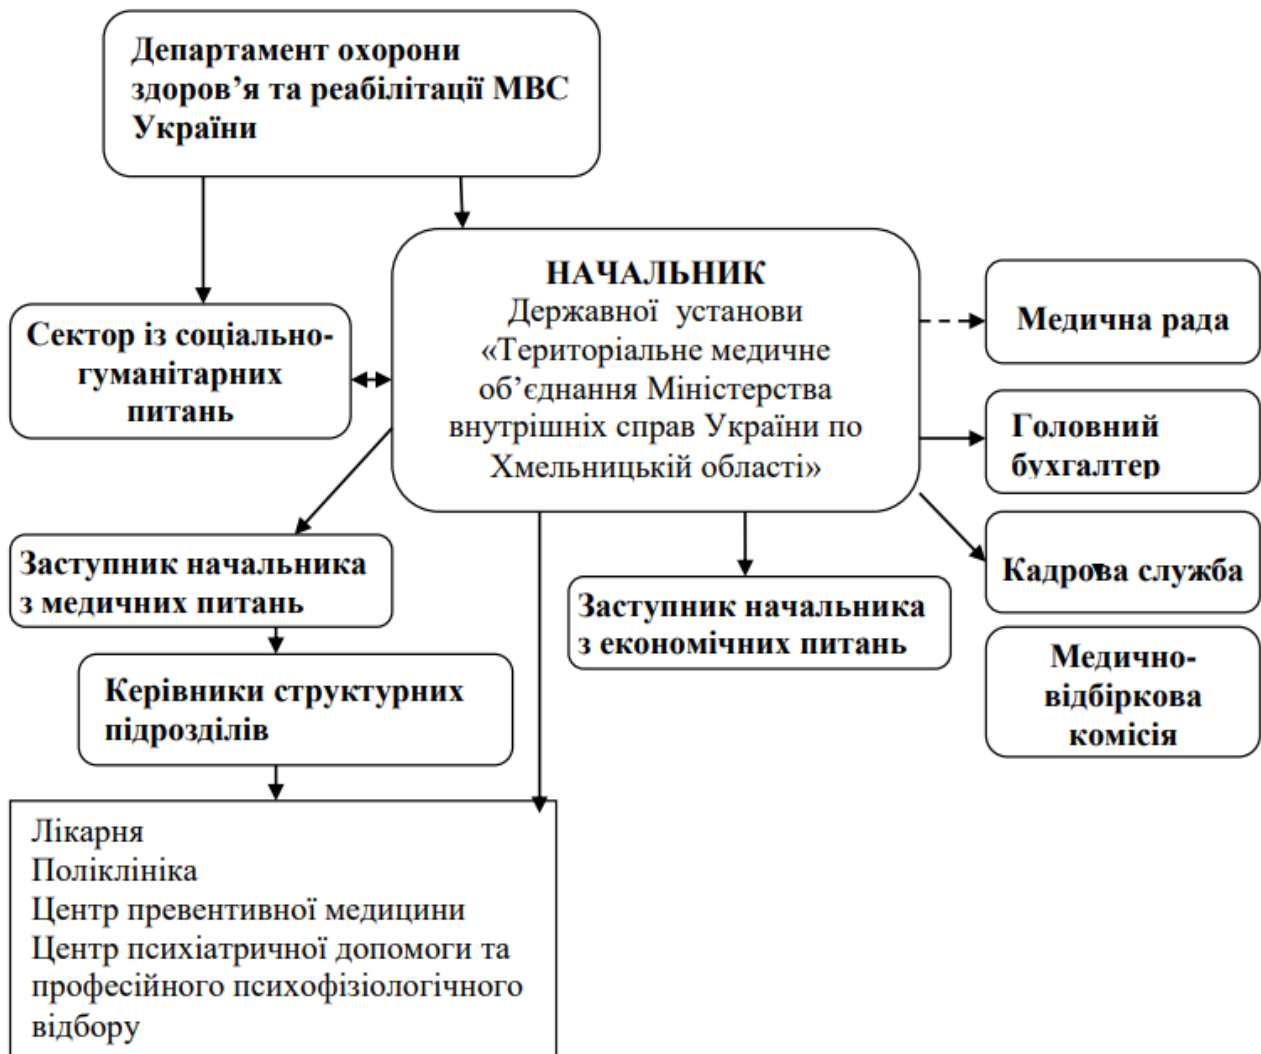 Департамент охорони
здоров’я та реабілітації МВС
України
НАЧАЛЬНИК
Державної установи
«Територіальне медичне
об’єднання Міністерства
внутрішніх справ України по
Хмельницькій області»
Сектор із соціально-
гуманітарних
питань
Медична рада
Головний
бухгалтер
Кадрова служба
Медично-
відбіркова
комісія
Заступник начальника
з медичних питань
Заступник начальника
з економічних питань
Керівники структурних
підрозділів
Лікарня
Поліклініка
Центр превентивної медицини
Центр психіатричної допомоги та
професійного психофізіологічного
відбору